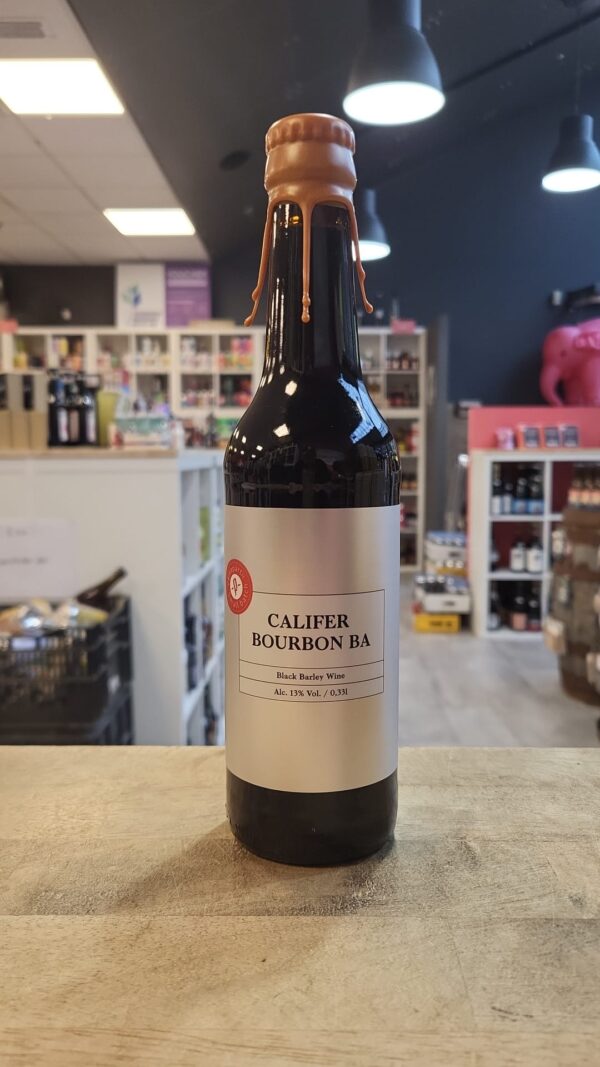 CALIFER
BOURBON BA
Black Barley Wine
Alc. 13% Vol. / 0,33l